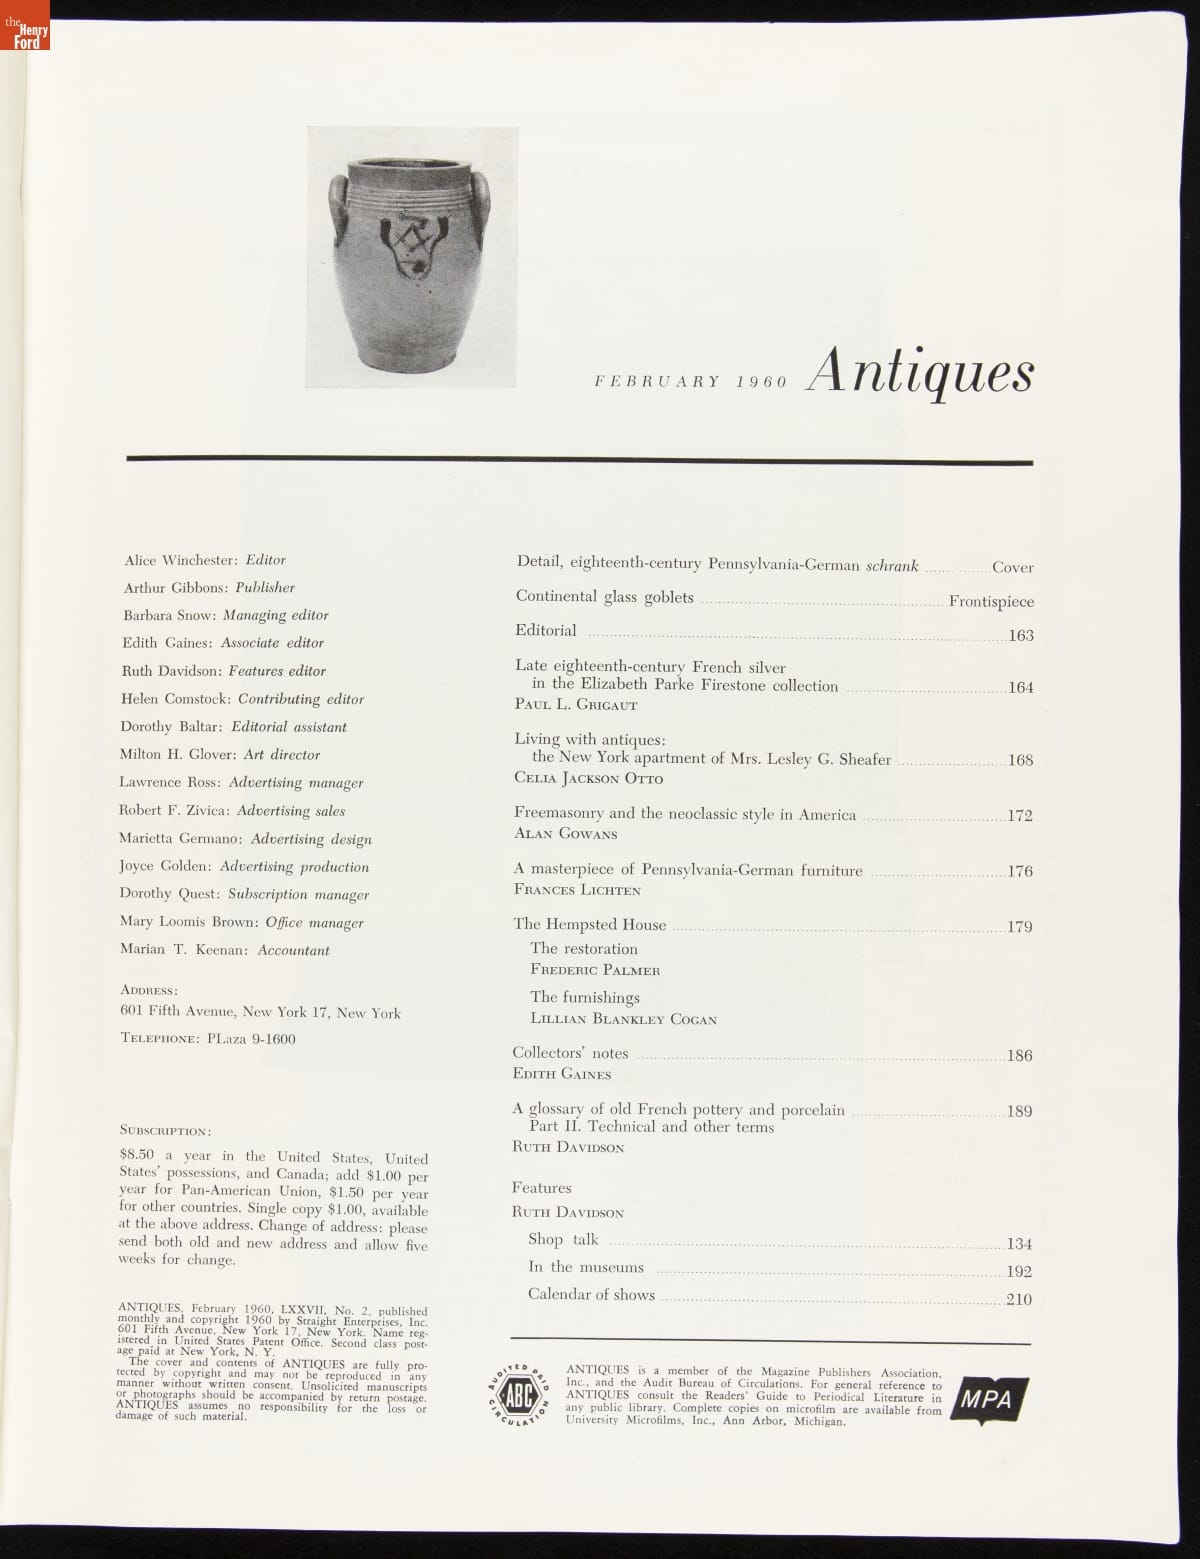 the
Henry
Ford
FEBRUARY 1960 Antiques
Alice Winchester: Editor
Arthur Gibbons: Publisher
Barbara Snow: Managing editor
Edith Gaines: Associate editor
Ruth Davidson: Features editor
Helen Comstock: Contributing editor
Dorothy Baltar: Editorial assistant
Milton H. Glover: Art director
Lawrence Ross: Advertising manager
Robert F. Zivica: Advertising sales
Marietta Germano: Advertising design
Joyce Golden: Advertising production
Dorothy Quest: Subscription manager
Mary Loomis Brown: Office manager
Marian T. Keenan: Accountant
ADDRESS:
601 Fifth Avenue, New York 17, New York
TELEPHONE: PLaza 9-1600
SUBSCRIPTION:
$8.50 a year in the United States, United
States' possessions, and Canada; add $1.00 per
year for Pan-American Union, $1.50 per year
for other countries. Single copy $1.00, available
at the above address. Change of address: please
send both old and new address and allow five
weeks for change.
ANTIQUES, February 1960, LXXVII, No. 2, published
monthly and copyright 1960 by Straight Enterprises, Inc.
601 Fifth Avenue, New York 17, New York. Name reg-
istered in United States Patent Office. Second class post-
age paid at New York, N. Y.
The cover and contents of ANTIQUES are fully pro-
tected by copyright and may not be reproduced in any
manner without written consent. Unsolicited manuscripts
or photographs should be accompanied by return postage.
ANTIQUES assumes no responsibility for the loss or
damage of such material.
Detail, eighteenth-century Pennsylvania-German schrank ...... Cover
Continental glass goblets ...... Frontispiece
Editorial ...... 163
Late eighteenth-century French silver
in the Elizabeth Parke Firestone collection ...... 164
PAUL L. GRIGAUT
Living with antiques:
the New York apartment of Mrs. Lesley G. Sheafer ...... 168
CELIA JACKSON OTTO
Freemasonry and the neoclassic style in America ...... 172
ALAN GOWANS
A masterpiece of Pennsylvania-German furniture ...... 176
FRANCES LICHTEN
The Hempsted House ...... 179
The restoration
FREDERIC PALMER
The furnishings
LILLIAN BLANKLEY COGAN
Collectors' notes ...... 186
EDITH GAINES
A glossary of old French pottery and porcelain ...... 189
Part II. Technical and other terms
RUTH DAVIDSON
Features
RUTH DAVIDSON
Shop talk ...... 134
In the museums ...... 192
Calendar of shows ...... 210
AUDITED PAID
ABC
CIRCULATION
ANTIQUES is a member of the Magazine Publishers Association,
Inc., and the Audit Bureau of Circulations. For general reference to
ANTIQUES consult the Readers' Guide to Periodical Literature in
any public library. Complete copies on microfilm are available from
University Microfilms, Inc., Ann Arbor, Michigan.
MPA